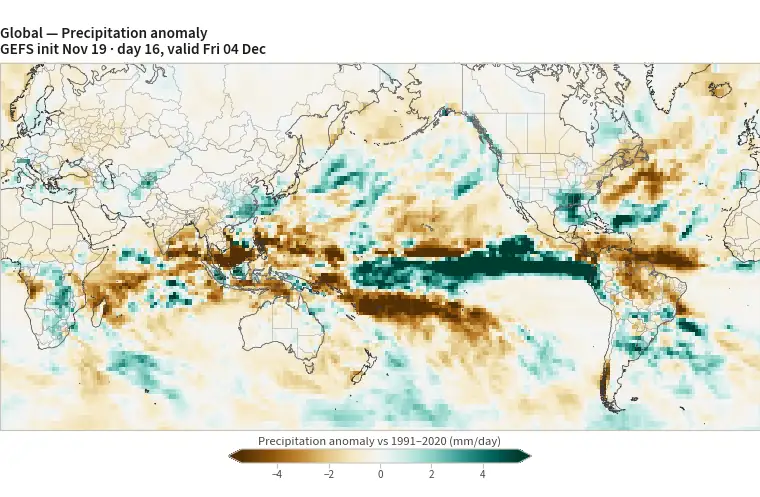 Global — Precipitation anomaly
GEFS init Nov 19 · day 16, valid Fri 04 Dec
Precipitation anomaly vs 1991–2020 (mm/day)
−4 −2 0 2 4